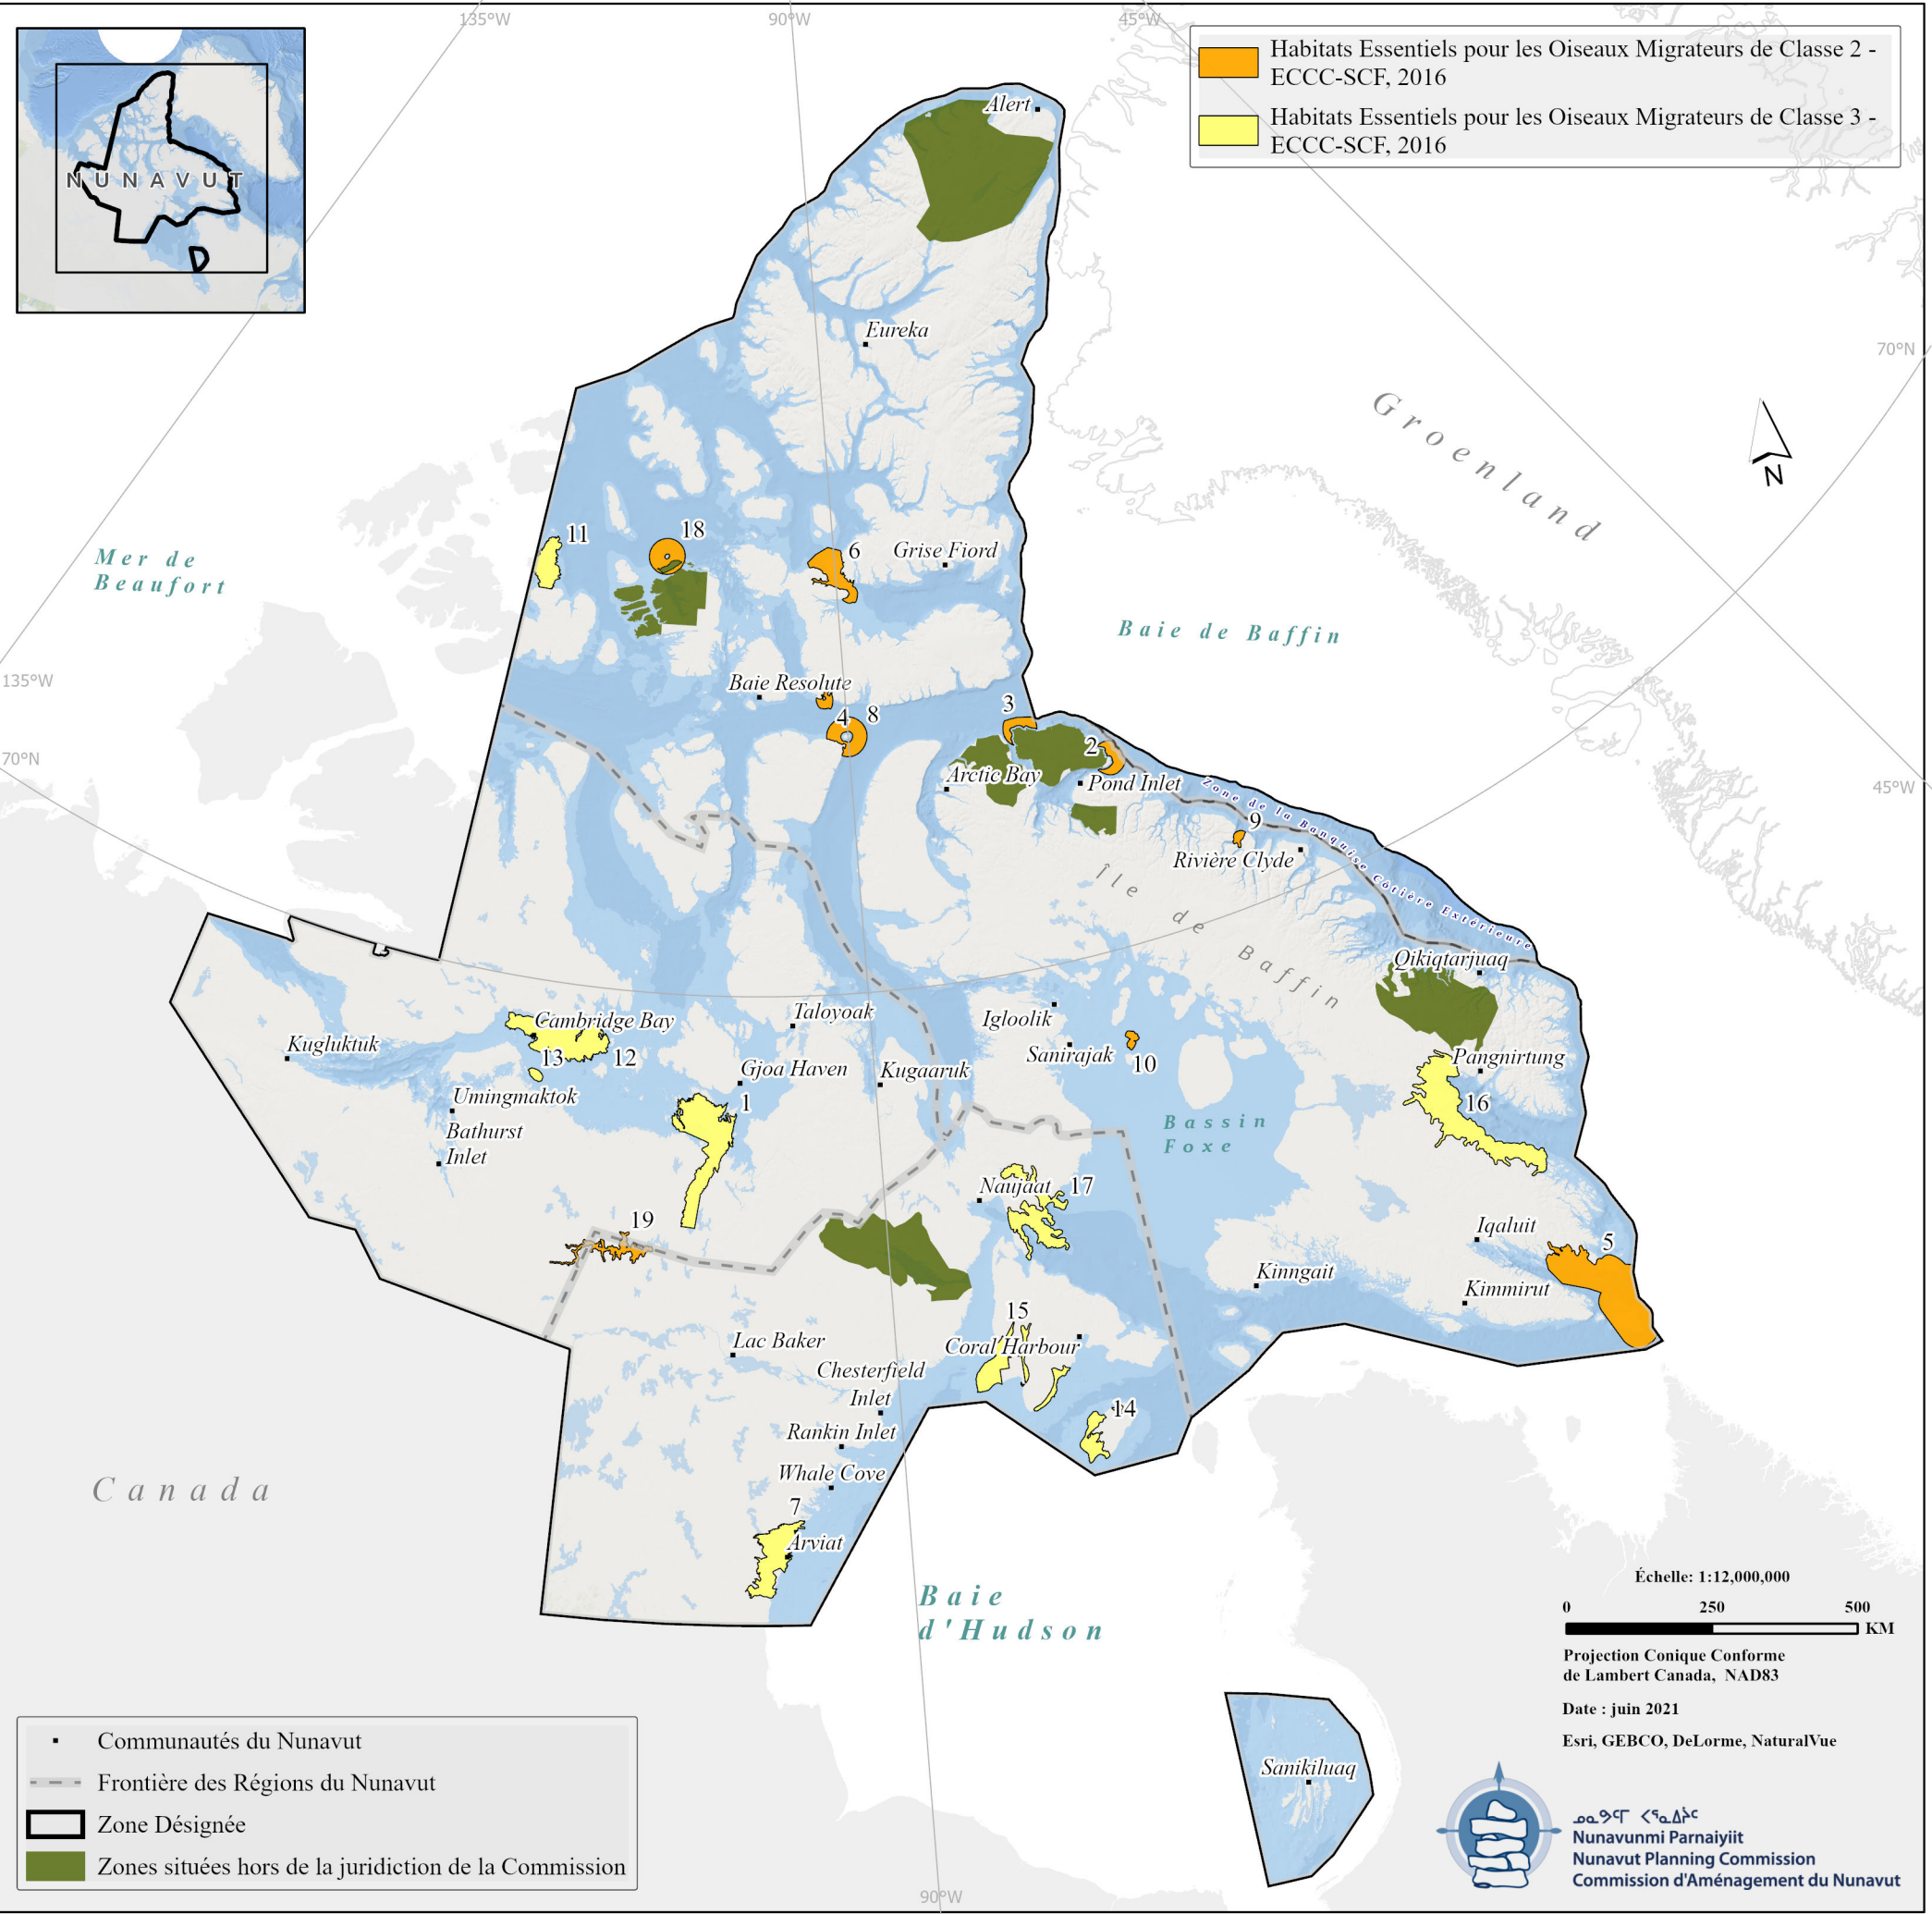 135°W
90°W
45°W
NUNAVUT
Habitats Essentiels pour les Oiseaux Migrateurs de Classe 2 -
ECCC-SCF, 2016
Habitats Essentiels pour les Oiseaux Migrateurs de Classe 3 -
ECCC-SCF, 2016
Alert
Eureka
70°N
Groenland
N
11
18
6
Grise Fiord
Mer de
Beaufort
Baie de Baffin
135°W
Baie Resolute
4
8
3
2
70°N
Arctic Bay
Pond Inlet
Zone de la Banquise Côtière Extérieure
45°W
9
Rivière Clyde
Île de Baffin
Qikiqtarjuaq
Cambridge Bay
Taloyoak
Igloolik
Kugluktuk
13
12
Sanirajak
10
Pangnirtung
Gjoa Haven
Kugaaruk
Umingmaktok
1
16
Bathurst
Inlet
Bassin
Foxe
Naujaat
17
19
Iqaluit
5
Kinngait
Kimmirut
15
Lac Baker
Coral Harbour
Chesterfield
Inlet
14
Rankin Inlet
Whale Cove
Canada
7
Arviat
Baie
d'Hudson
Échelle: 1:12,000,000
0
250
500
KM
Projection Conique Conforme
de Lambert Canada, NAD83
Date : juin 2021
Esri, GEBCO, DeLorme, NaturalVue
Sanikiluaq
Communautés du Nunavut
Frontière des Régions du Nunavut
Zone Désignée
Zones situées hors de la juridiction de la Commission
ᓄᓇᕗᒻᒥ ᐸᕐᓇᐃᔩᑦ
Nunavunmi Parnaiyiit
Nunavut Planning Commission
Commission d'Aménagement du Nunavut
90°W